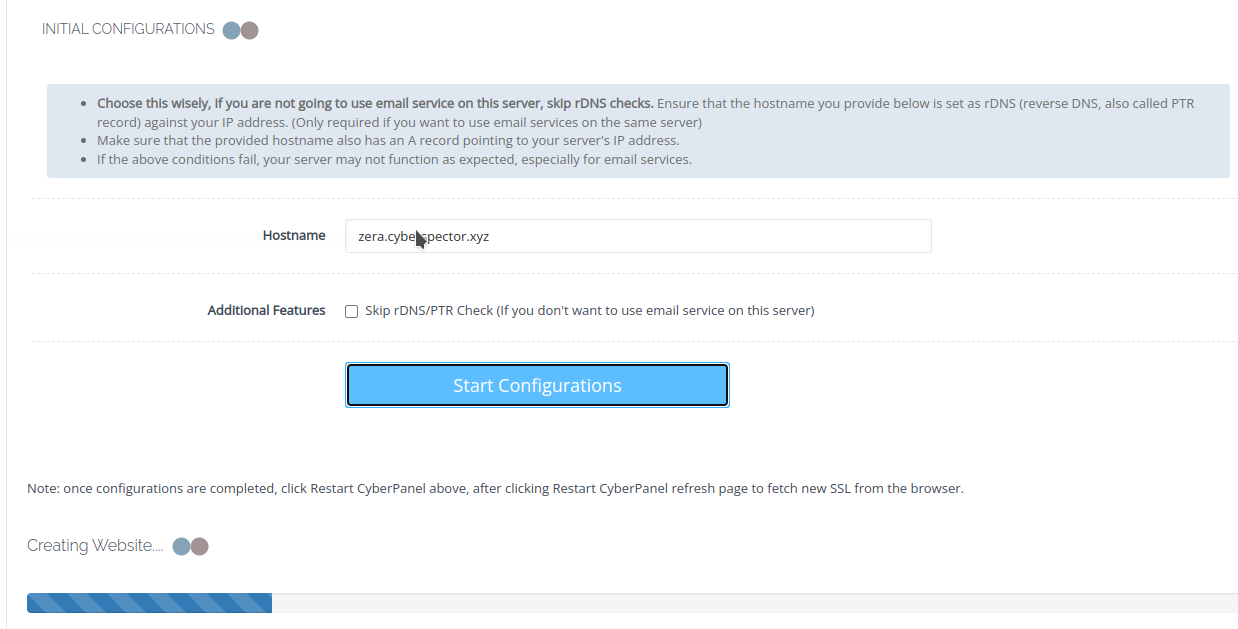 INITIAL CONFIGURATIONS
Choose this wisely, If you are not going to use email service on this server, skip rDNS checks. Ensure that the hostname you provide below is set as rDNS (reverse DNS, also called PTR
record) against your IP address. (Only required if you want to use email services on the same server)
Make sure that the provided hostname also has an A record pointing to your server's IP address.
If the above conditions fail, your server may not function as expected, especially for email services.
Hostname
Additional Features
Skip rDNS/PTR Check (If you don't want to use email service on this server)
Start Configurations
Note: once configurations are completed, click Restart CyberPanel above, after clicking Restart CyberPanel refresh page to fetch new SSL from the browser.
Creating Website....